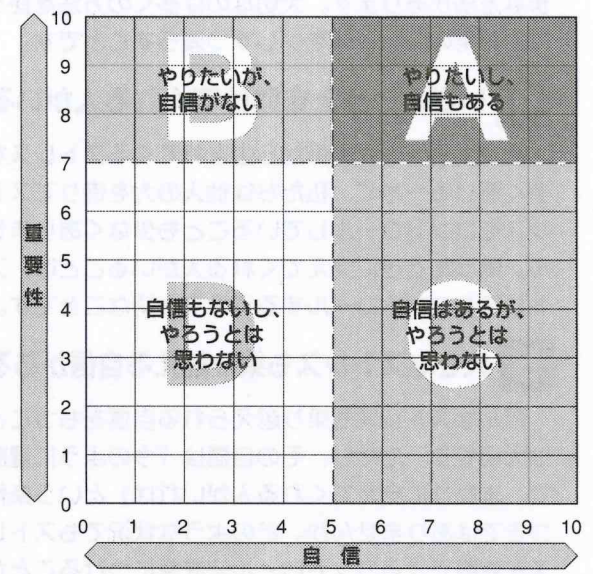 10
9
8
7
6
5
4
3
2
1
0
重要性
B
やりたいが、
自信がない
A
やりたいし、
自信もある
D
自信もないし、
やろうとは
思わない
C
自信はあるが、
やろうとは
思わない
0 1 2 3 4 5 6 7 8 9 10
自信